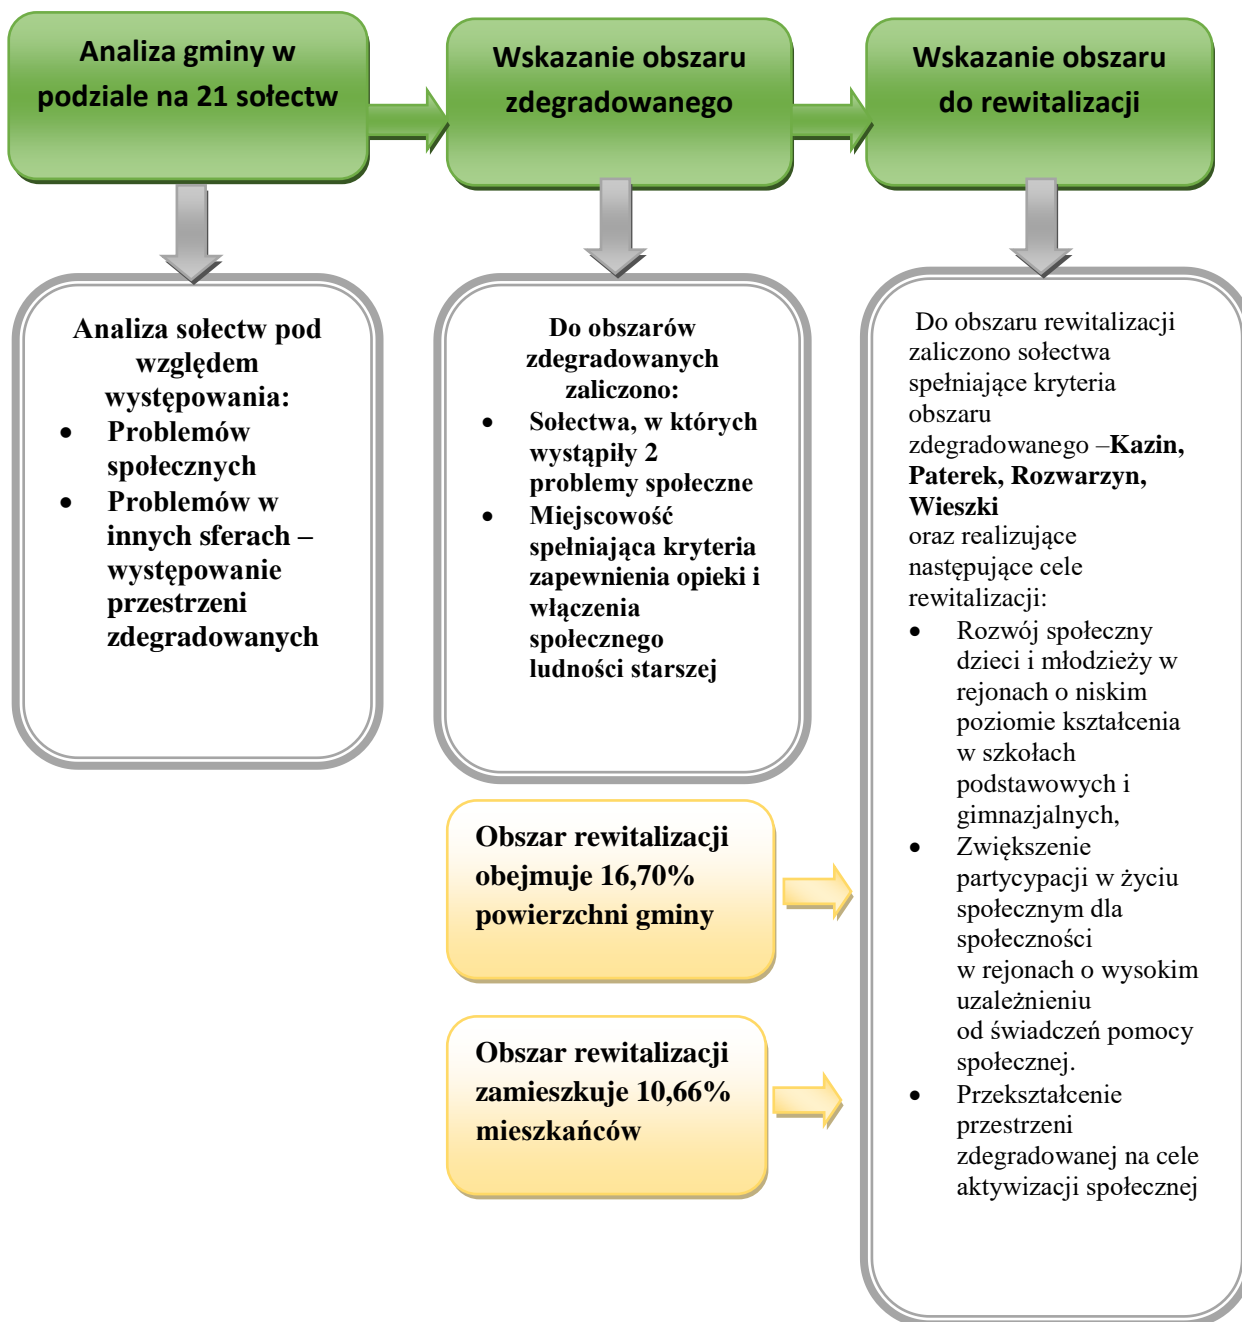 Analiza gminy w
podziale na 21 sołectw
Wskazanie obszaru
zdegradowanego
Wskazanie obszaru
do rewitalizacji
Analiza sołectw pod
względem
występowania:
• Problemów
społecznych
• Problemów w
innych sferach –
występowanie
przestrzeni
zdegradowanych
Do obszarów
zdegradowanych
zaliczono:
• Sołectwa, w których
wystąpiły 2
problemy społeczne
• Miejscowość
spełniająca kryteria
zapewnienia opieki i
włączenia
społecznego
ludności starszej
Obszar rewitalizacji
obejmuje 16,70%
powierzchni gminy
Obszar rewitalizacji
zamieszkuje 10,66%
mieszkańców
Do obszaru rewitalizacji
zaliczono sołectwa
spełniające kryteria
obszaru
zdegradowanego –Kazin,
Paterek, Rozwarzyn,
Wieszki
oraz realizujące
następujące cele
rewitalizacji:
• Rozwój społeczny
dzieci i młodzieży w
rejonach o niskim
poziomie kształcenia
w szkołach
podstawowych i
gimnazjalnych,
• Zwiększenie
partycypacji w życiu
społecznym dla
społeczności
w rejonach o wysokim
uzależnieniu
od świadczeń pomocy
społecznej.
• Przekształcenie
przestrzeni
zdegradowanej na cele
aktywizacji społecznej